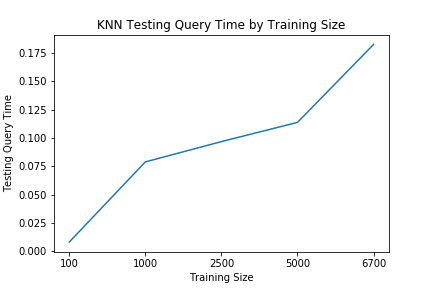 KNN Testing Query Time by Training Size
0.175
0.150
0.125
0.100
0.075
0.050
0.025
0.000
Testing Query Time
100 1000 2500 5000 6700
Training Size